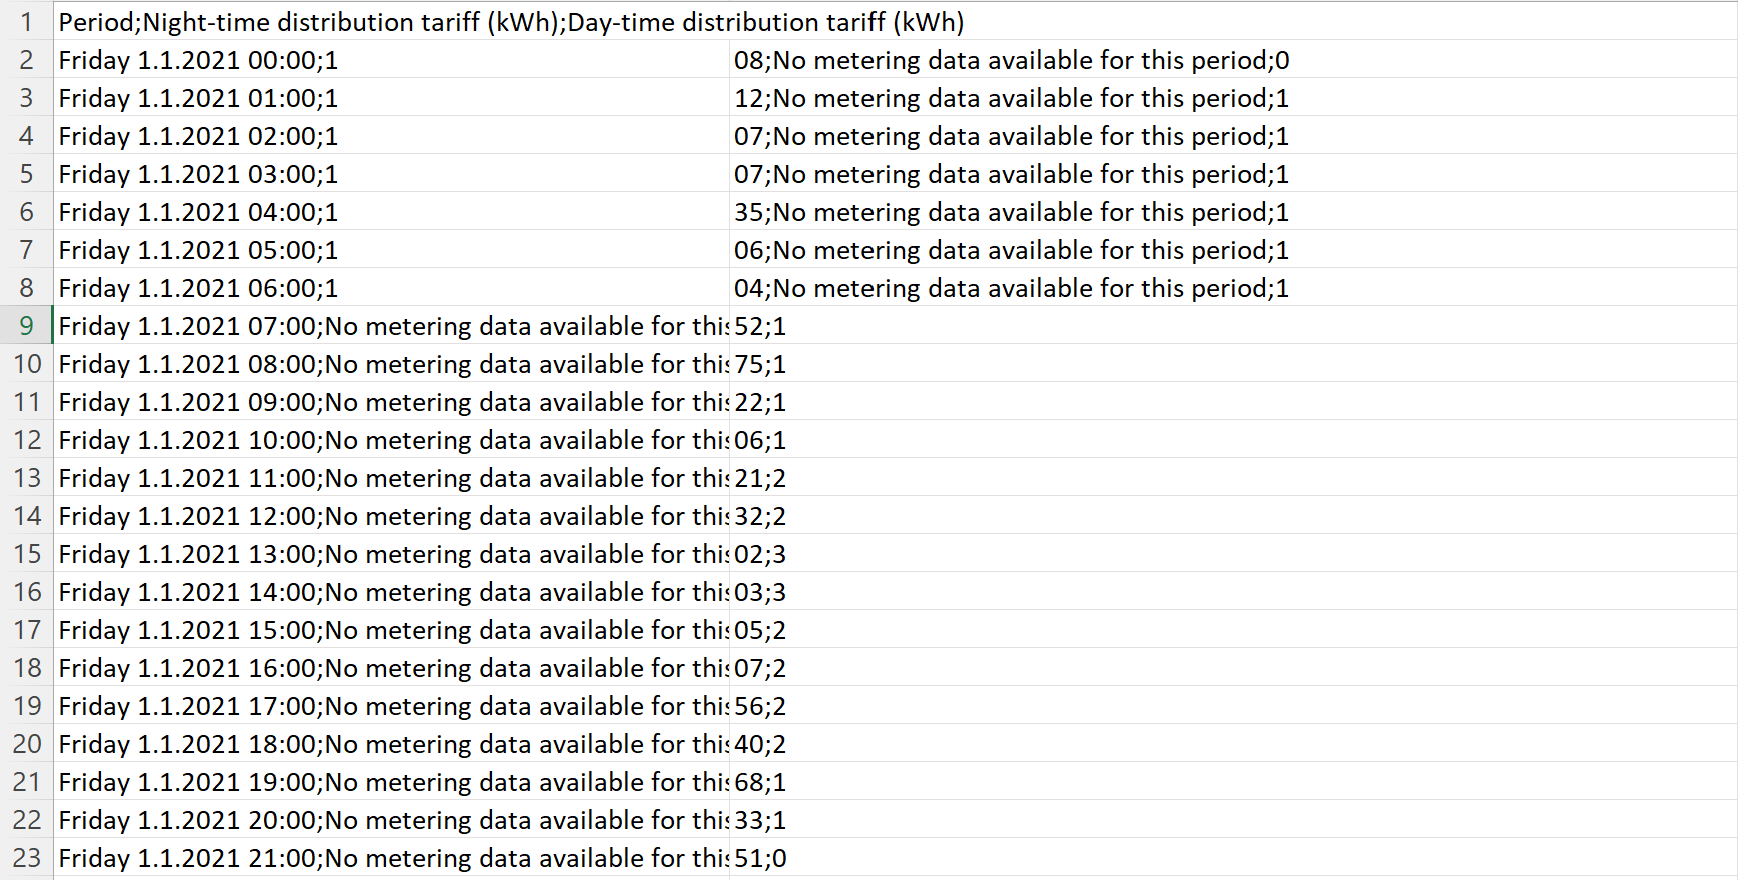 1 Period;Night-time distribution tariff (kWh);Day-time distribution tariff (kWh)
2 Friday 1.1.2021 00:00;1 08;No metering data available for this period;0
3 Friday 1.1.2021 01:00;1 12;No metering data available for this period;1
4 Friday 1.1.2021 02:00;1 07;No metering data available for this period;1
5 Friday 1.1.2021 03:00;1 07;No metering data available for this period;1
6 Friday 1.1.2021 04:00;1 35;No metering data available for this period;1
7 Friday 1.1.2021 05:00;1 06;No metering data available for this period;1
8 Friday 1.1.2021 06:00;1 04;No metering data available for this period;1
9 Friday 1.1.2021 07:00;No metering data available for this 52;1
10 Friday 1.1.2021 08:00;No metering data available for this 75;1
11 Friday 1.1.2021 09:00;No metering data available for this 22;1
12 Friday 1.1.2021 10:00;No metering data available for this 06;1
13 Friday 1.1.2021 11:00;No metering data available for this 21;2
14 Friday 1.1.2021 12:00;No metering data available for this 32;2
15 Friday 1.1.2021 13:00;No metering data available for this 02;3
16 Friday 1.1.2021 14:00;No metering data available for this 03;3
17 Friday 1.1.2021 15:00;No metering data available for this 05;2
18 Friday 1.1.2021 16:00;No metering data available for this 07;2
19 Friday 1.1.2021 17:00;No metering data available for this 56;2
20 Friday 1.1.2021 18:00;No metering data available for this 40;2
21 Friday 1.1.2021 19:00;No metering data available for this 68;1
22 Friday 1.1.2021 20:00;No metering data available for this 33;1
23 Friday 1.1.2021 21:00;No metering data available for this 51;0